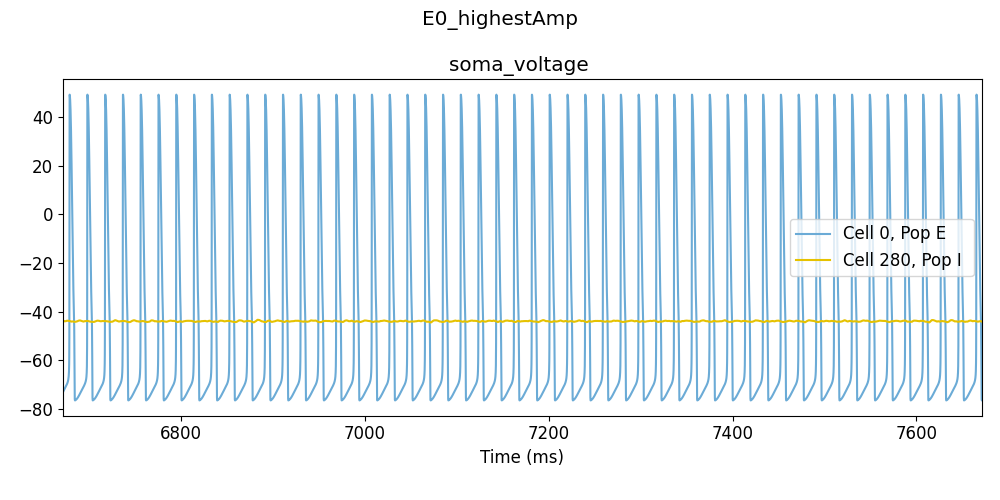 E0_highestAmp
soma_voltage
40
20
0
−20
−40
−60
−80
Cell 0, Pop E
Cell 280, Pop I
6800 7000 7200 7400 7600
Time (ms)